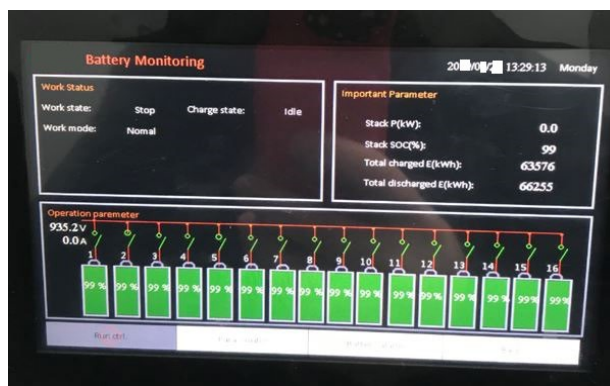 Battery Monitoring
13:29:13 Monday
Work Status
Work state: Stop Charge state: Idle
Work mode: Nomal
Important Parameter
Stack P(kW): 0.0
Stack SOC(%): 99
Total charged E(kWh): 63576
Total discharged E(kWh): 66255
Operation paremeter
935.2V
0.0A
1 2 3 4 5 6 7 8 9 10 11 12 13 14 15 16
99 % 99 % 99 % 99 % 99 % 99 % 99 % 99 % 99 % 99 % 99 % 99 % 99 % 99 % 99 % 99 %
Run ctrl